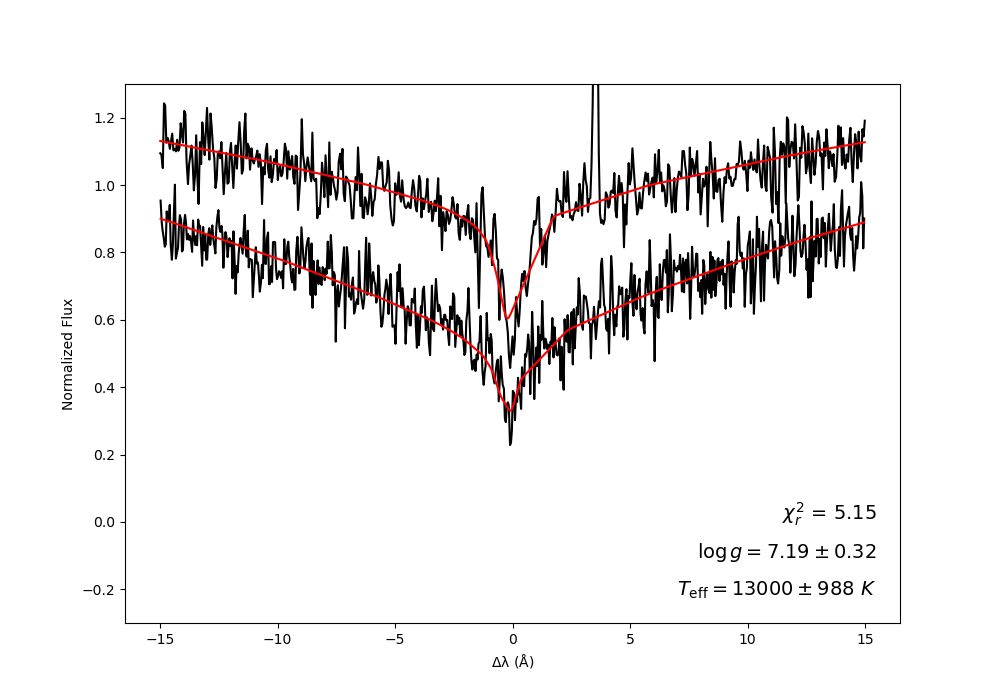 1.2
1.0
0.8
0.6
0.4
0.2
0.0
−0.2
Normalized Flux
χ²ᵣ = 5.15
log g = 7.19 ± 0.32
T_eff = 13000 ± 988 K
−15 −10 −5 0 5 10 15
Δλ (Å)